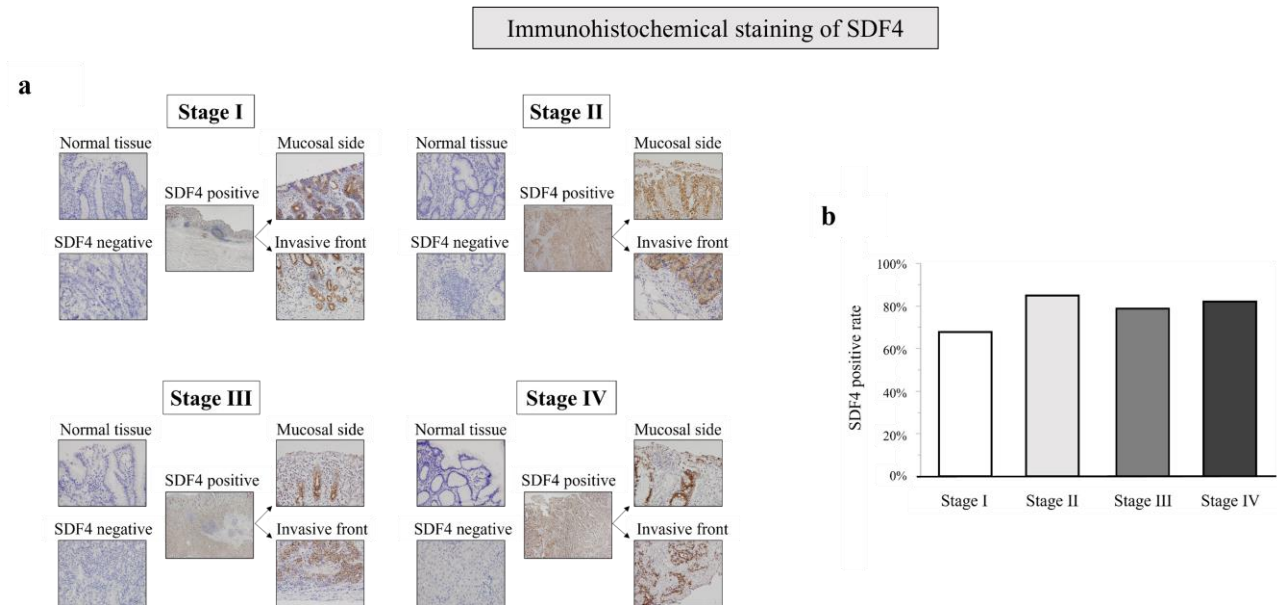 Immunohistochemical staining of SDF4
a
Stage I
Normal tissue
Mucosal side
SDF4 positive
SDF4 negative
Invasive front
Stage II
Normal tissue
Mucosal side
SDF4 positive
SDF4 negative
Invasive front
Stage III
Normal tissue
Mucosal side
SDF4 positive
SDF4 negative
Invasive front
Stage IV
Normal tissue
Mucosal side
SDF4 positive
SDF4 negative
Invasive front
b
SDF4 positive rate
100%
80%
60%
40%
20%
0%
Stage I
Stage II
Stage III
Stage IV